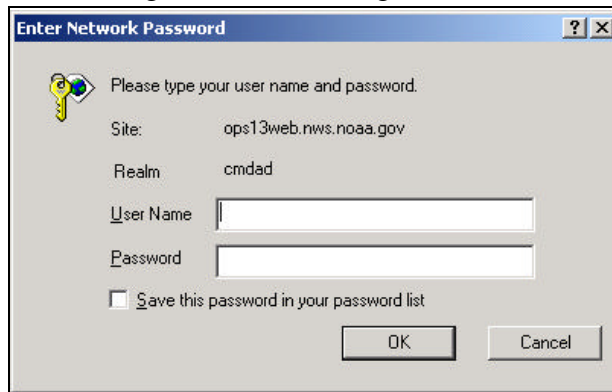 Enter Network Password
Please type your user name and password.
Site: ops13web.nws.noaa.gov
Realm cmdad
User Name
Password
Save this password in your password list
OK Cancel